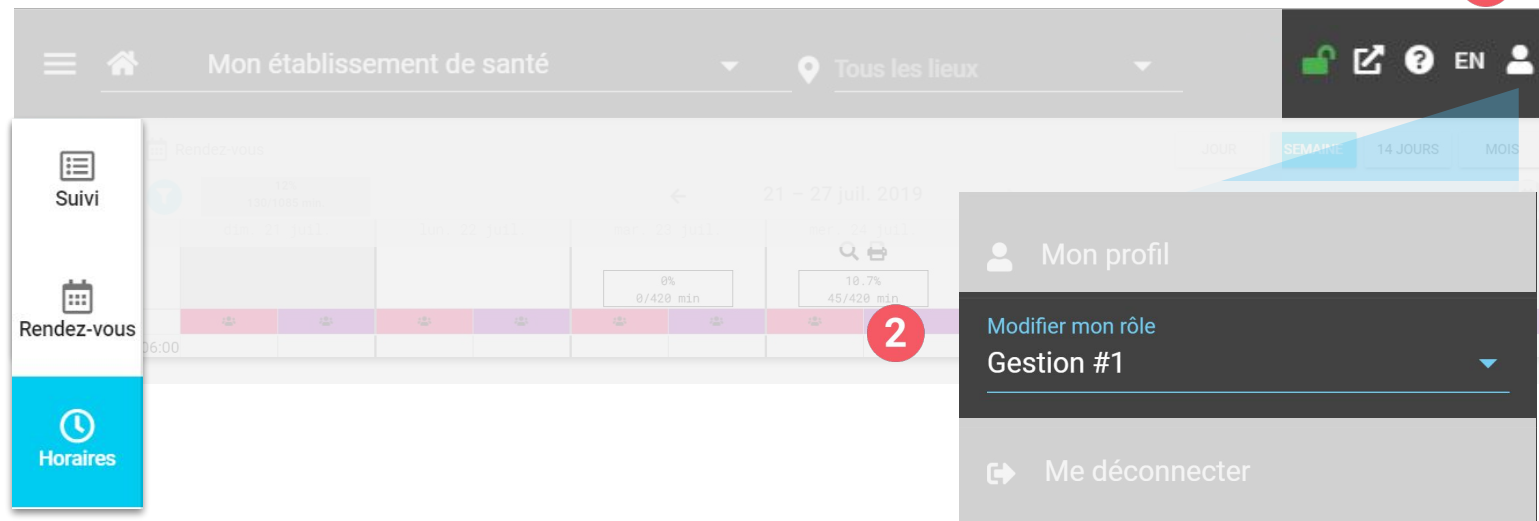 Mon établissement de santé
Tous les lieux
EN
Suivi
Rendez-vous
Horaires
Rendez-vous
JOUR
SEMAINE
14 JOURS
MOIS
12%
21 – 27 juil. 2019
0%
0/420 min
10.7%
45/420 min
06:00
2
Mon profil
Modifier mon rôle
Gestion #1
Me déconnecter